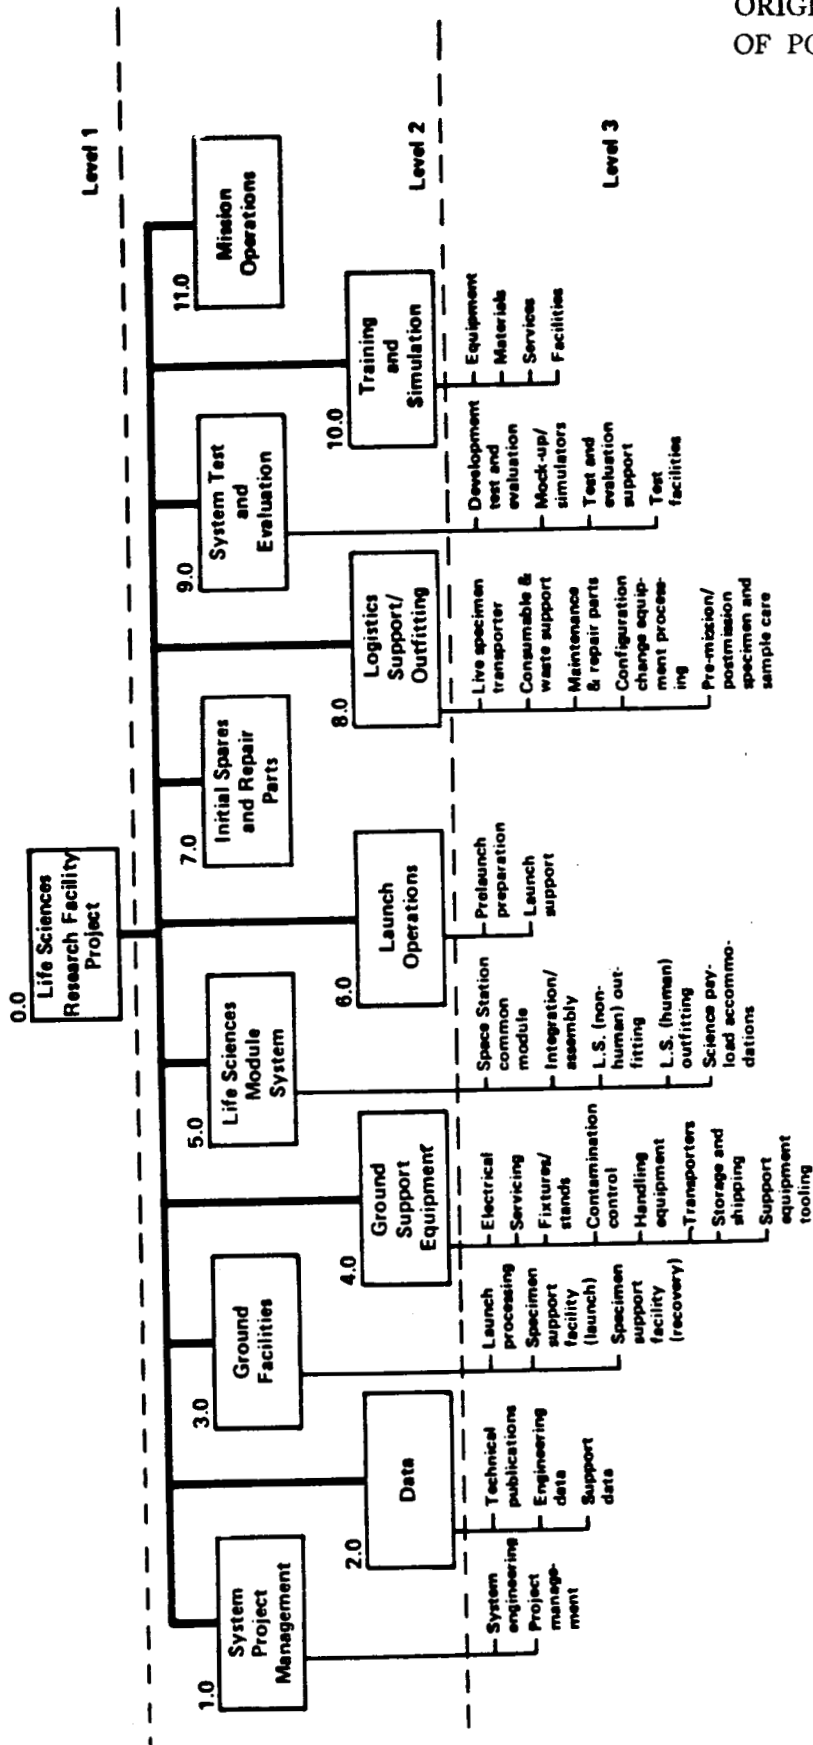 ORIGI
OF PO
Level 1
0.0
Life Sciences
Research Facility
Project
1.0
System
Project
Management
2.0
Data
3.0
Ground
Facilities
4.0
Ground
Support
Equipment
5.0
Life Sciences
Module
System
6.0
Launch
Operations
7.0
Initial Spares
and Repair
Parts
8.0
Logistics
Support/
Outfitting
9.0
System Test
and
Evaluation
10.0
Training
and
Simulation
11.0
Mission
Operations
Level 2
Level 3
System
engineering
Project
manage-
ment
Technical
publications
Engineering
data
Support
data
Launch
processing
Specimen
support
facility
(launch)
Specimen
support
facility
(recovery)
Electrical
Servicing
Fixtures/
stands
Contamination
control
Handling
equipment
Transporters
Storage and
shipping
Support
equipment
tooling
Space Station
common
module
Integration/
assembly
L.S. (non-
human) out-
fitting
L.S. (human)
outfitting
Science pay-
load accommo-
dations
Prelaunch
preparation
Launch
support
Live specimen
transporter
Consumable &
waste support
Maintenance
& repair parts
Configuration
change equip-
ment process-
ing
Pre-mission/
postmission
specimen and
sample care
Development
test and
evaluation
Mock-up/
simulators
Test and
evaluation
support
Test
facilities
Equipment
Materials
Services
Facilities